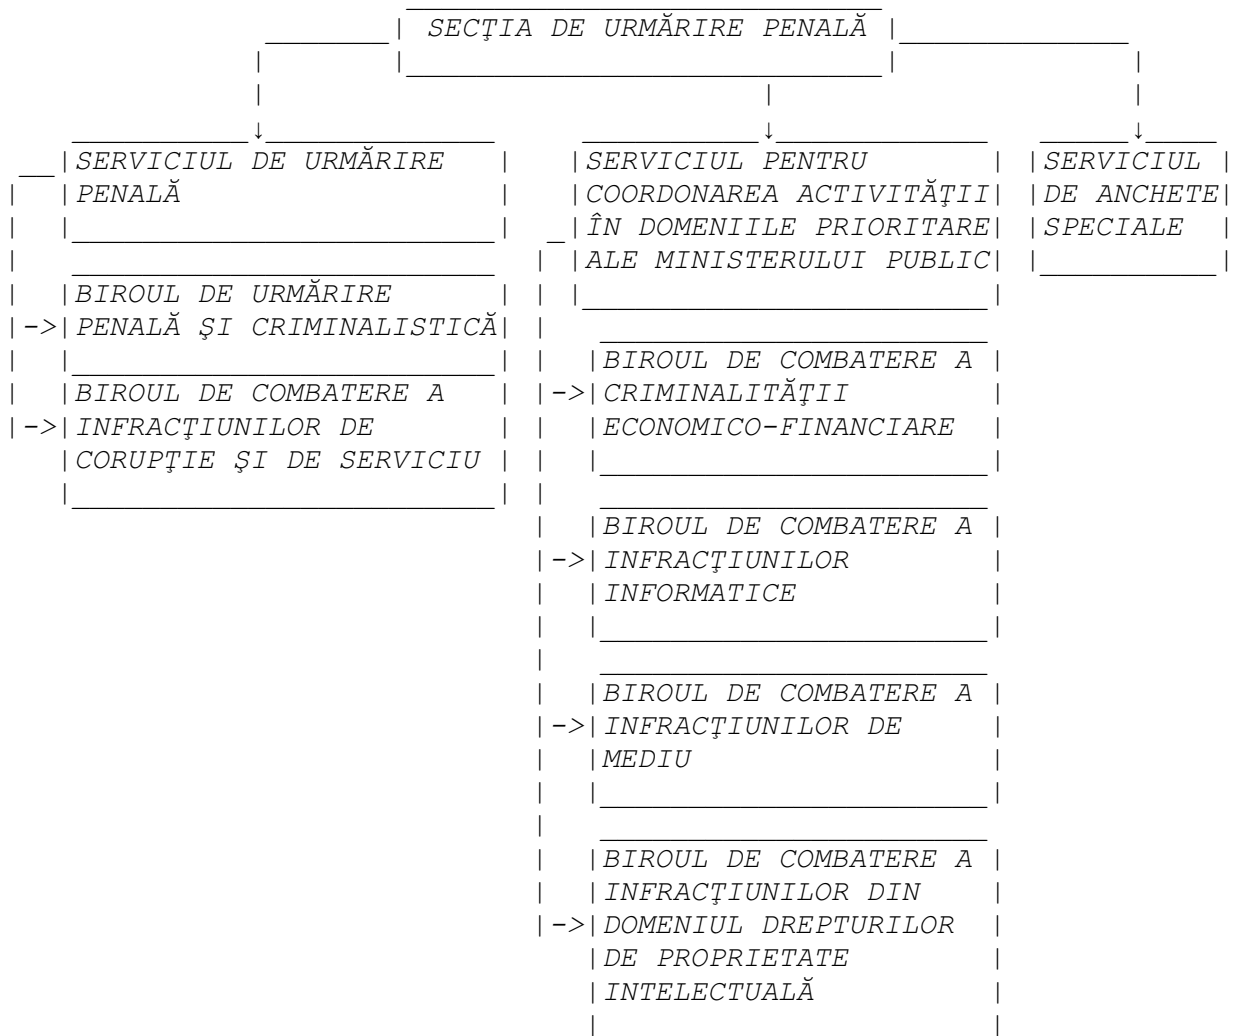 SECŢIA DE URMĂRIRE PENALĂ
SERVICIUL DE URMĂRIRE
PENALĂ
BIROUL DE URMĂRIRE
PENALĂ ŞI CRIMINALISTICĂ
BIROUL DE COMBATERE A
INFRACŢIUNILOR DE
CORUPŢIE ŞI DE SERVICIU
SERVICIUL PENTRU
COORDONAREA ACTIVITĂŢII
ÎN DOMENIILE PRIORITARE
ALE MINISTERULUI PUBLIC
BIROUL DE COMBATERE A
CRIMINALITĂŢII
ECONOMICO-FINANCIARE
BIROUL DE COMBATERE A
INFRACŢIUNILOR
INFORMATICE
BIROUL DE COMBATERE A
INFRACŢIUNILOR DE
MEDIU
BIROUL DE COMBATERE A
INFRACŢIUNILOR DIN
DOMENIUL DREPTURILOR
DE PROPRIETATE
INTELECTUALĂ
SERVICIUL
DE ANCHETE
SPECIALE